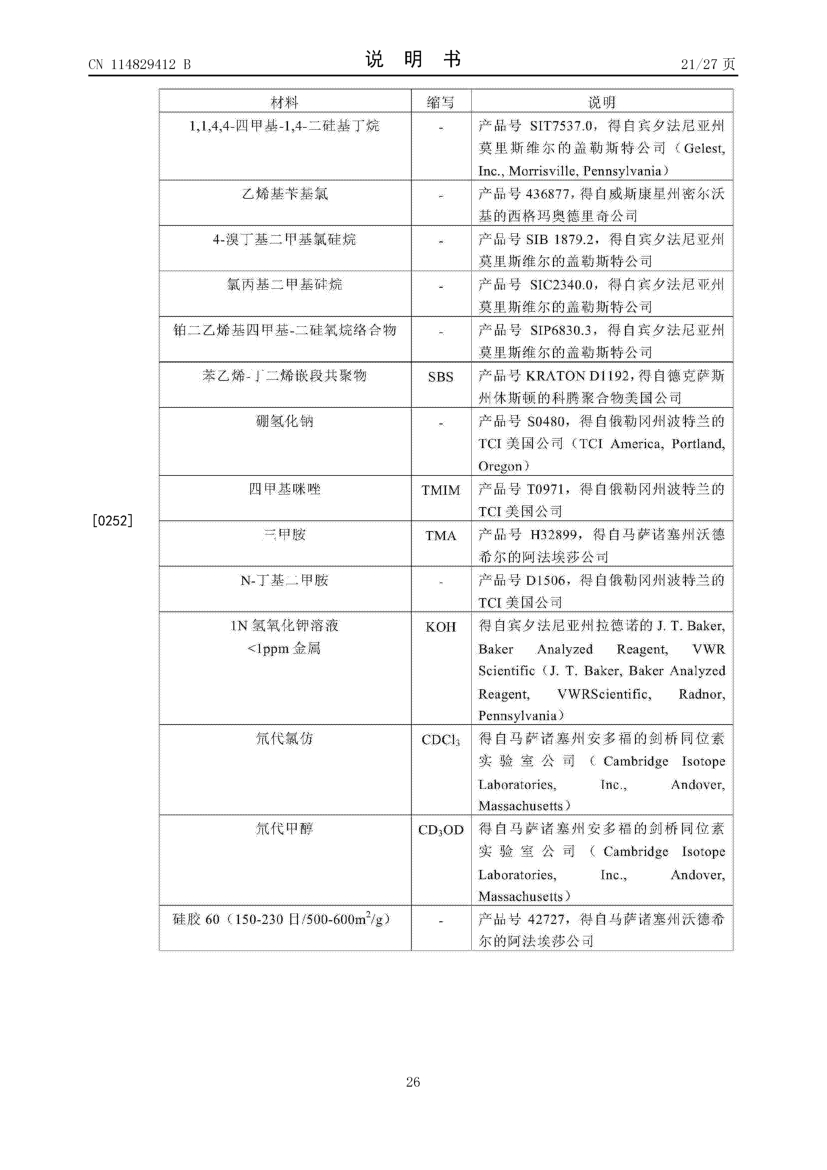 CN 114829412 B
说 明 书
21/27 页
材料 缩写 说明
1,1,4,4-四甲基-1,4-二硅基丁烷 - 产品号 SIT7537.0，得自宾夕法尼亚州
莫里斯维尔的盖勒斯特公司（Gelest,
Inc., Morrisville, Pennsylvania）
乙烯基苄基氯 - 产品号 436877，得自威斯康星州密尔沃
基的西格玛奥德里奇公司
4-溴丁基二甲基氯硅烷 - 产品号 SIB 1879.2，得自宾夕法尼亚州
莫里斯维尔的盖勒斯特公司
氯丙基二甲基硅烷 - 产品号 SIC2340.0，得自宾夕法尼亚州
莫里斯维尔的盖勒斯特公司
铂二乙烯基四甲基-二硅氧烷络合物 - 产品号 SIP6830.3，得自宾夕法尼亚州
莫里斯维尔的盖勒斯特公司
苯乙烯-丁二烯嵌段共聚物 SBS 产品号 KRATON D1192，得自德克萨斯
州休斯顿的科腾聚合物美国公司
硼氢化钠 - 产品号 S0480，得自俄勒冈州波特兰的
TCI 美国公司（TCI America, Portland,
Oregon）
四甲基咪唑 TMIM 产品号 T0971，得自俄勒冈州波特兰的
TCI 美国公司
[0252]
三甲胺 TMA 产品号 H32899，得自马萨诸塞州沃德
希尔的阿法埃莎公司
N-丁基二甲胺 - 产品号 D1506，得自俄勒冈州波特兰的
TCI 美国公司
1N 氢氧化钾溶液 KOH 得自宾夕法尼亚州拉德诺的 J. T. Baker,
<1ppm 金属 Baker Analyzed Reagent, VWR
Scientific（J. T. Baker, Baker Analyzed
Reagent, VWRScientific, Radnor,
Pennsylvania）
氘代氯仿 CDCl₃ 得自马萨诸塞州安多福的剑桥同位素
实验室公司（Cambridge Isotope
Laboratories, Inc., Andover,
Massachusetts）
氘代甲醇 CD₃OD 得自马萨诸塞州安多福的剑桥同位素
实验室公司（Cambridge Isotope
Laboratories, Inc., Andover,
Massachusetts）
硅胶 60（150-230 目/500-600m²/g） - 产品号 42727，得自马萨诸塞州沃德希
尔的阿法埃莎公司
26